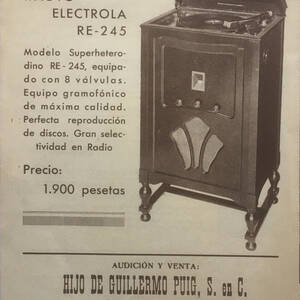 ELECTROLA
RE-245
Modelo Superhetero-
dino RE-245, equipa-
do con 8 válvulas.
Equipo gramofónico
de máxima calidad.
Perfecta reproducción
de discos. Gran selec-
tividad en Radio
Precio:
1.900 pesetas
AUDICIÓN Y VENTA:
HIJO DE GUILLERMO PUIG, S. en C.